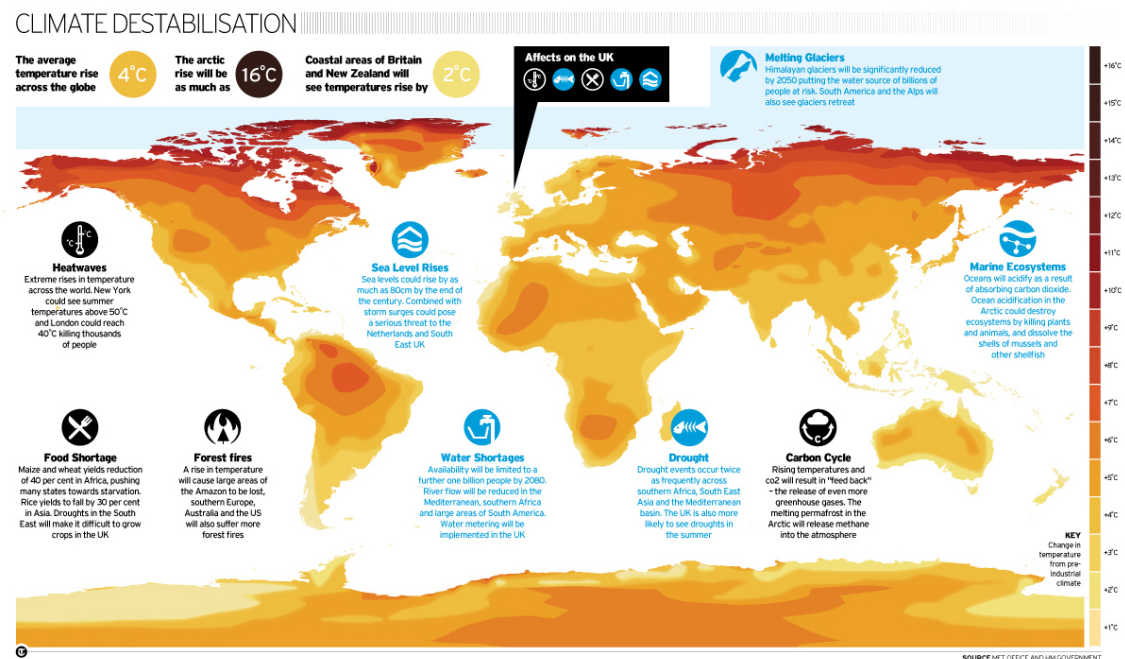 CLIMATE DESTABILISATION
The average
temperature rise
across the globe
4°C
The arctic
rise will be
as much as
16°C
Coastal areas of Britain
and New Zealand will
see temperatures rise by
2°C
Affects on the UK
°C °C
Melting Glaciers
Himalayan glaciers will be significantly reduced
by 2050 putting the water source of billions of
people at risk. South America and the Alps will
also see glaciers retreat
°C °C
Heatwaves
Extreme rises in temperature
across the world. New York
could see summer
temperatures above 50°C
and London could reach
40°C killing thousands
of people
Sea Level Rises
Sea levels could rise by as
much as 80cm by the end of
the century. Combined with
storm surges could pose
a serious threat to the
Netherlands and South
East UK
Marine Ecosystems
Oceans will acidify as a result
of absorbing carbon dioxide.
Ocean acidification in the
Arctic could destroy
ecosystems by killing plants
and animals, and dissolve the
shells of mussels and
other shellfish
Food Shortage
Maize and wheat yields reduction
of 40 per cent in Africa, pushing
many states towards starvation.
Rice yields to fall by 30 per cent
in Asia. Droughts in the South
East will make it difficult to grow
crops in the UK
Forest fires
A rise in temperature
will cause large areas of
the Amazon to be lost,
southern Europe,
Australia and the US
will also suffer more
forest fires
Water Shortages
Availability will be limited to a
further one billion people by 2080.
River flow will be reduced in the
Mediterranean, southern Africa
and large areas of South America.
Water metering will be
implemented in the UK
Drought
Drought events occur twice
as frequently across
southern Africa, South East
Asia and the Mediterranean
basin. The UK is also more
likely to see droughts in
the summer
C
Carbon Cycle
Rising temperatures and
co2 will result in "feed back"
– the release of even more
greenhouse gases. The
melting permafrost in the
Arctic will release methane
into the atmosphere
+16°C
+15°C
+14°C
+13°C
+12°C
+11°C
+10°C
+9°C
+8°C
+7°C
+6°C
+5°C
+4°C
+3°C
+2°C
+1°C
KEY
Change in
temperature
from pre-
industrial
climate
SOURCE MET OFFICE AND HM GOVERNMENT